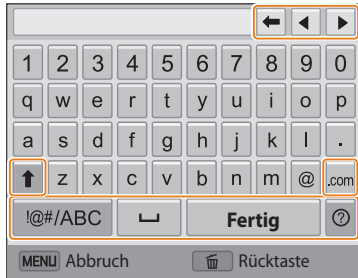 1 2 3 4 5 6 7 8 9 0
q w e r t y u i o p
a s d f g h j k l .
z x c v b n m @ .com
!@#/ABC Fertig ?
MENU Abbruch Rücktaste